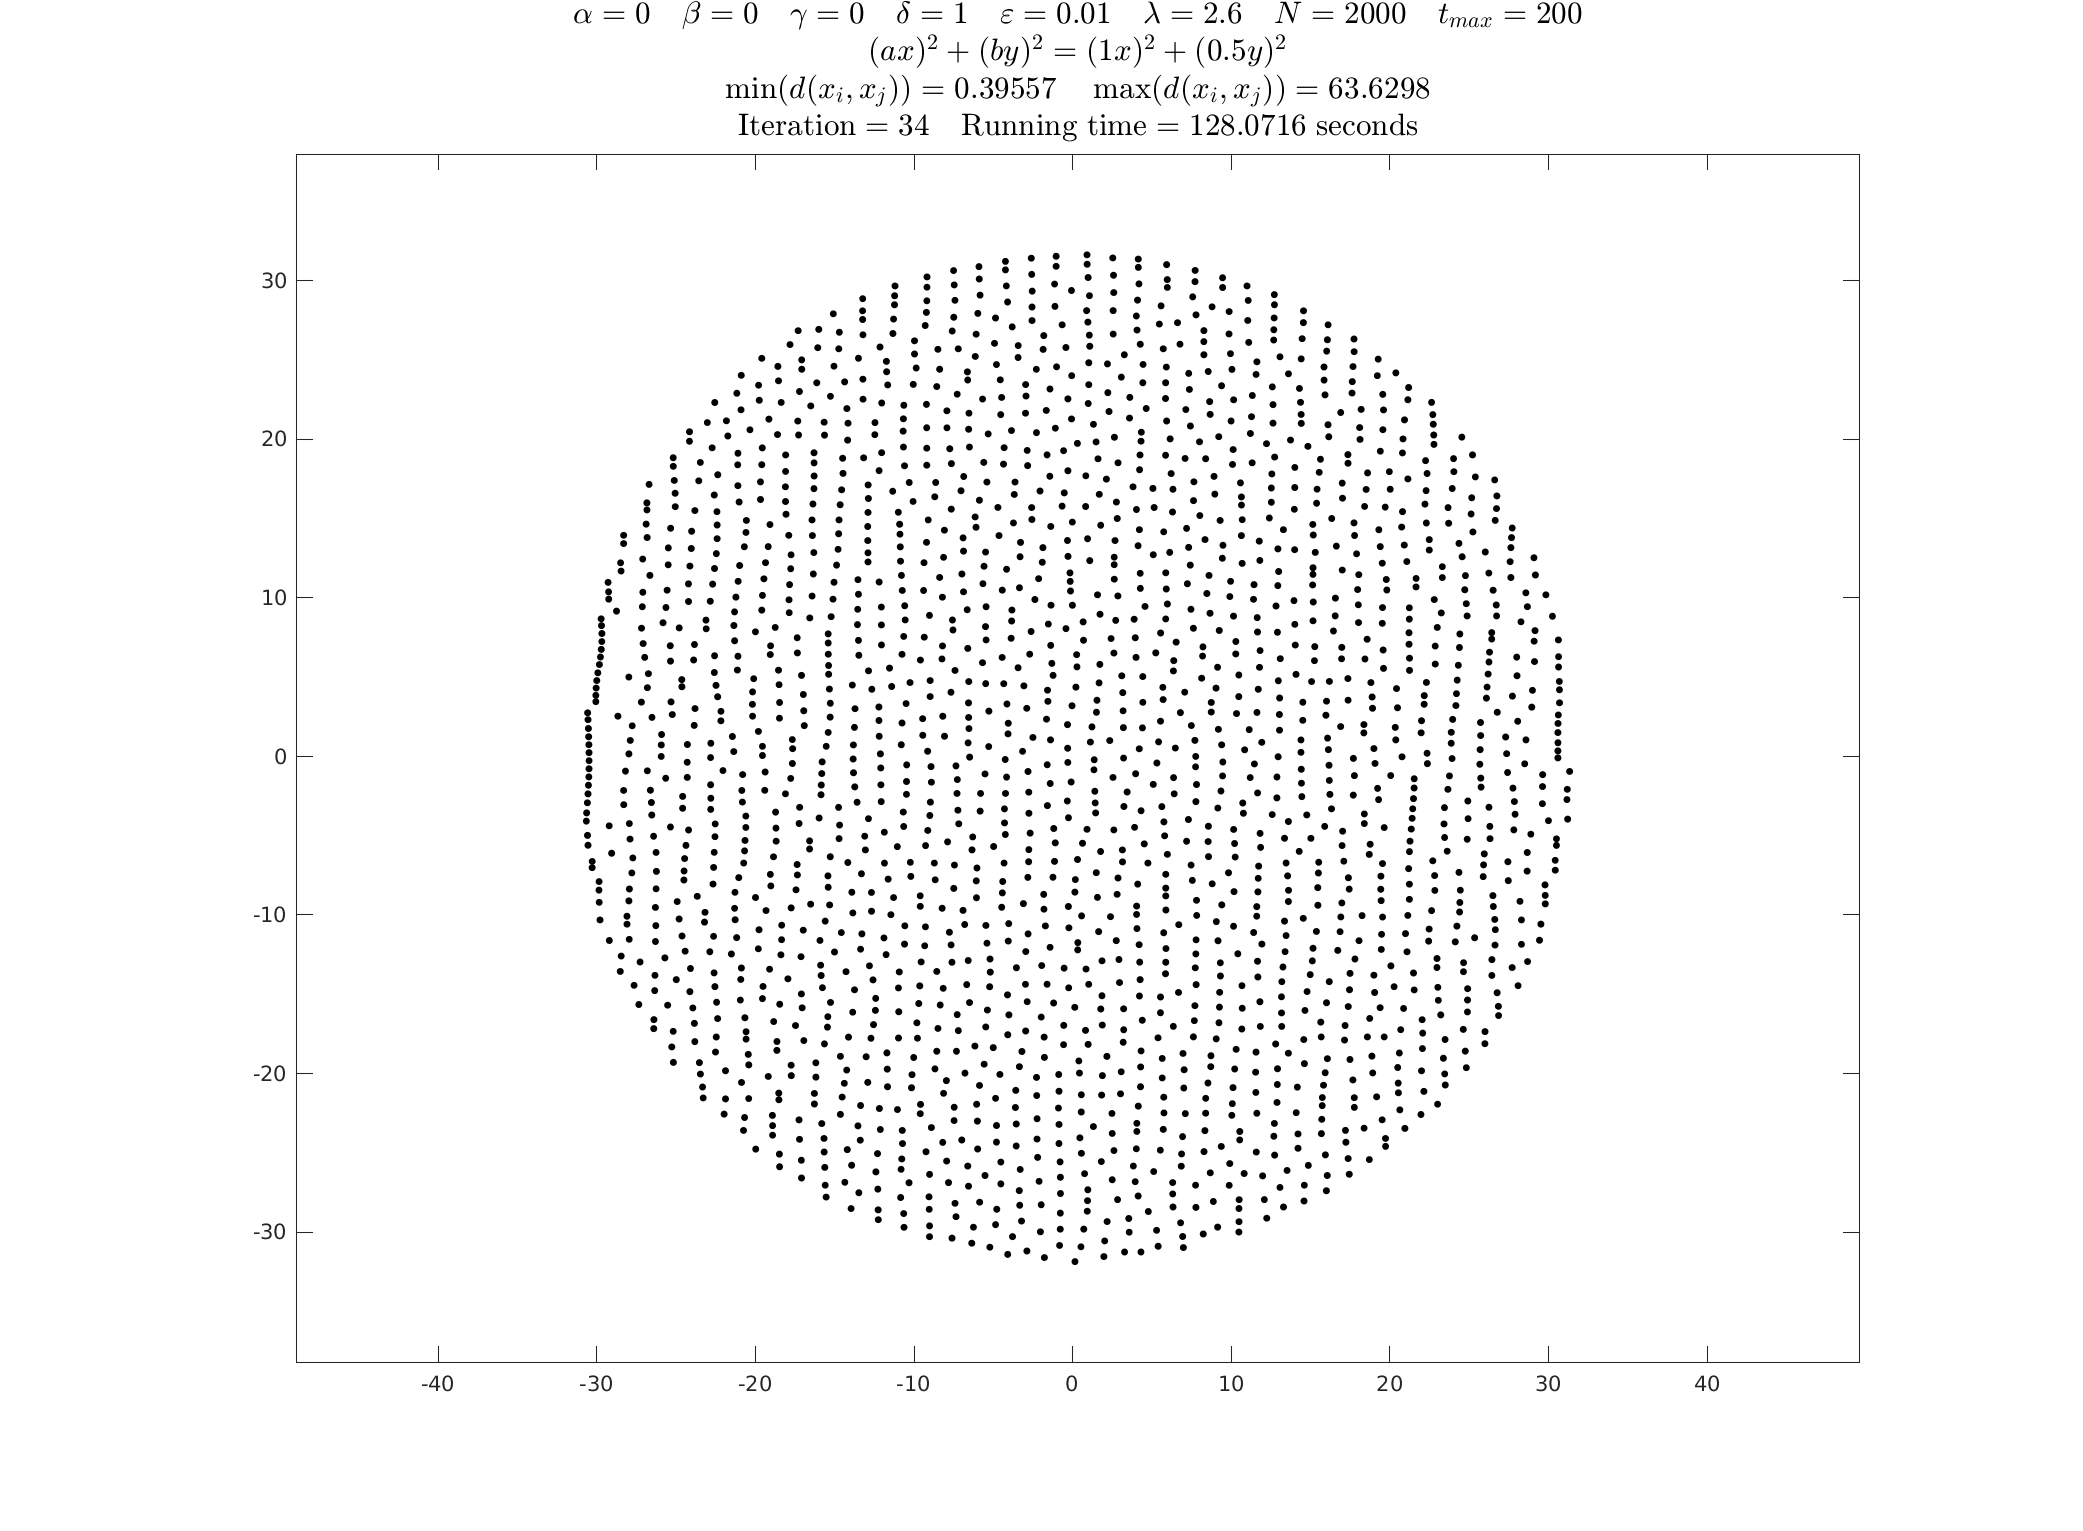 α = 0 β = 0 γ = 0 δ = 1 ε = 0.01 λ = 2.6 N = 2000 t_{max} = 200
(ax)² + (by)² = (1x)² + (0.5y)²
min(d(x_i, x_j)) = 0.39557 max(d(x_i, x_j)) = 63.6298
Iteration = 34 Running time = 128.0716 seconds
30
20
10
0
-10
-20
-30
-40 -30 -20 -10 0 10 20 30 40